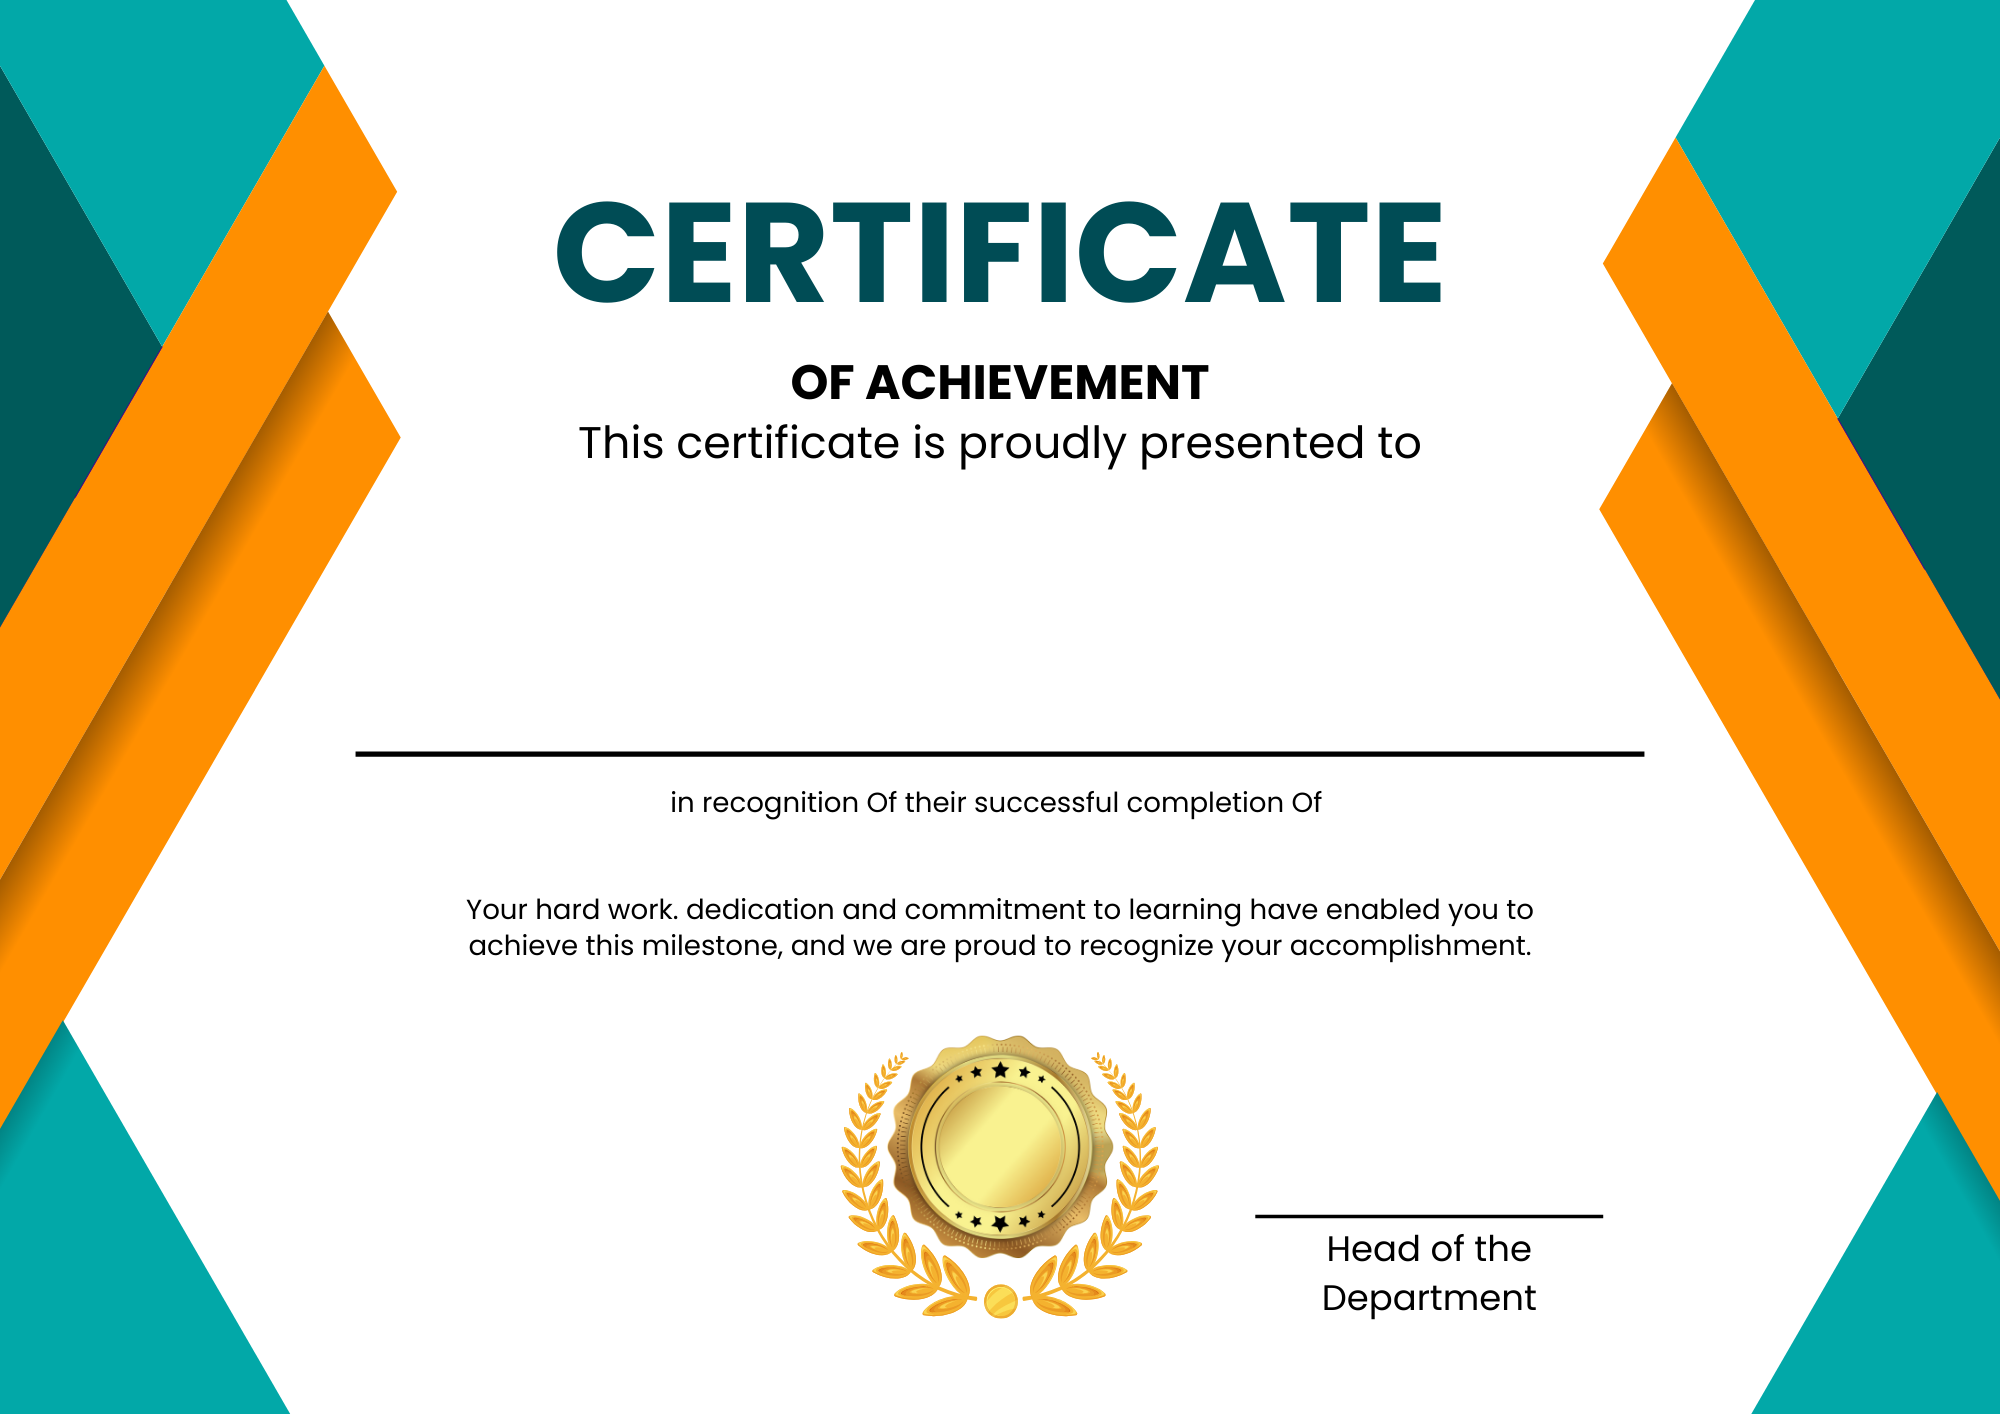 CERTIFICATE
OF ACHIEVEMENT
This certificate is proudly presented to
in recognition Of their successful completion Of
Your hard work. dedication and commitment to learning have enabled you to
achieve this milestone, and we are proud to recognize your accomplishment.
Head of the
Department